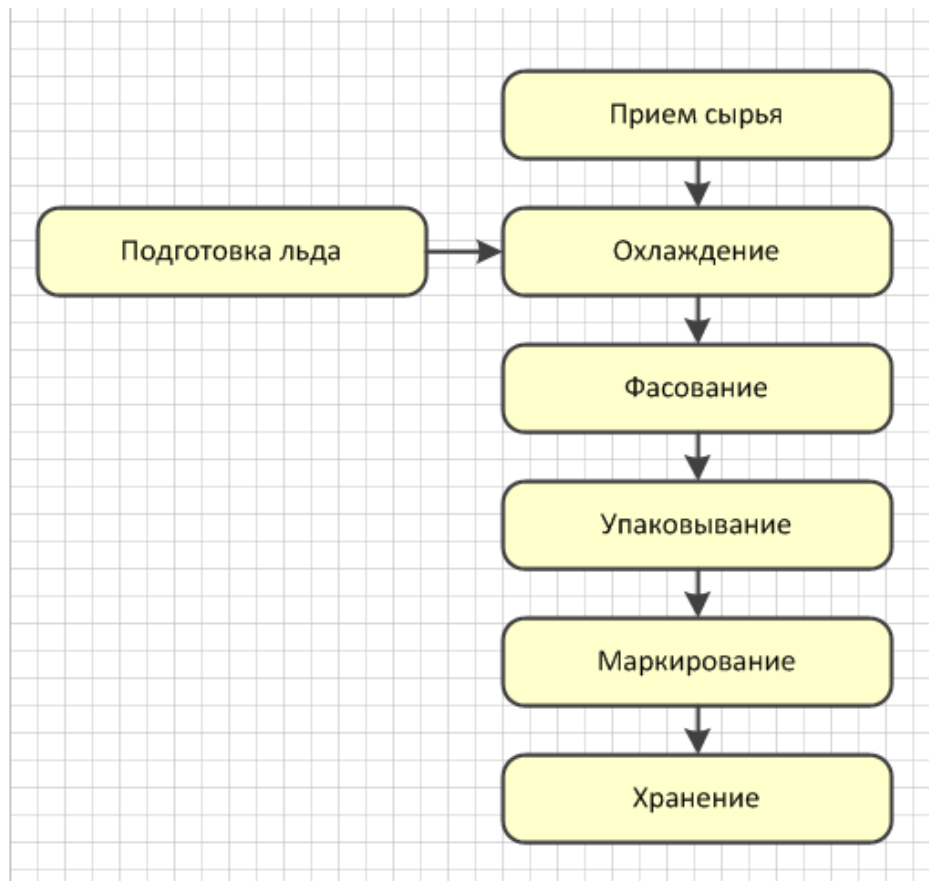 Прием сырья
Подготовка льда
Охлаждение
Фасование
Упаковывание
Маркирование
Хранение